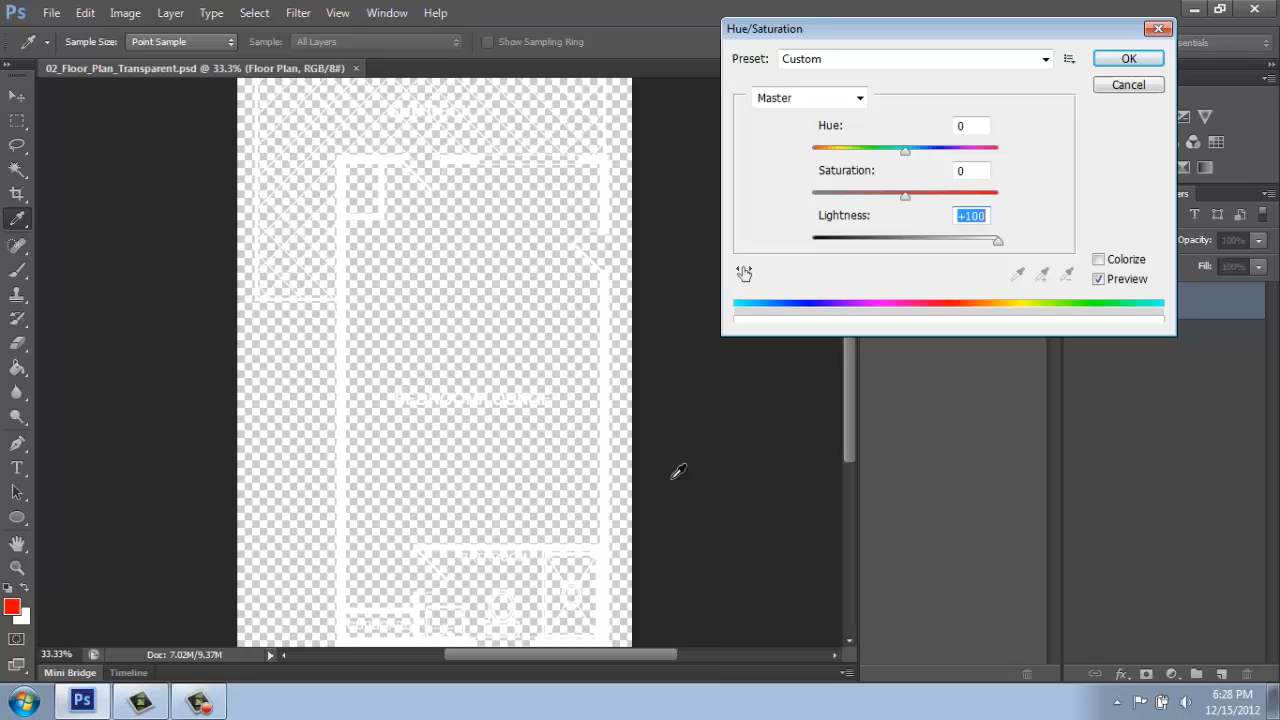 Ps File Edit Image Layer Type Select Filter View Window Help
Sample Size: Point Sample Sample: All Layers Show Sampling Ring
02_Floor_Plan_Transparent.psd @ 33.3% (Floor Plan, RGB/8#) ×
Hue/Saturation
Preset: Custom
OK
Cancel
Master
Hue: 0
Saturation: 0
Lightness: +100
Colorize
Preview
Opacity: 100%
Fill: 100%
33.33% Doc: 7.02M/9.37M
Mini Bridge Timeline
Ps
6:28 PM
12/15/2012